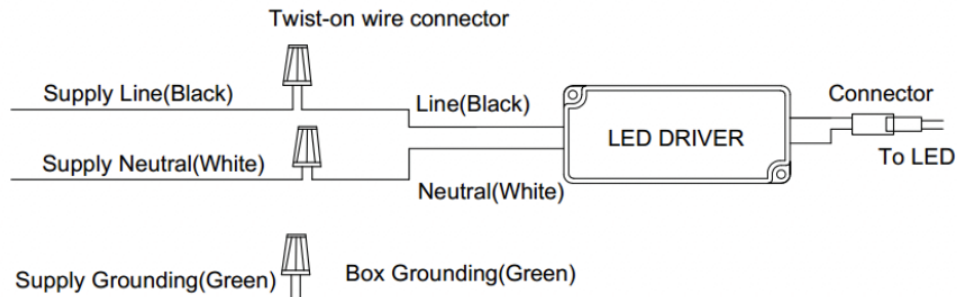 Twist-on wire connector
Supply Line(Black)
Line(Black)
Connector
LED DRIVER
To LED
Supply Neutral(White)
Neutral(White)
Supply Grounding(Green)
Box Grounding(Green)